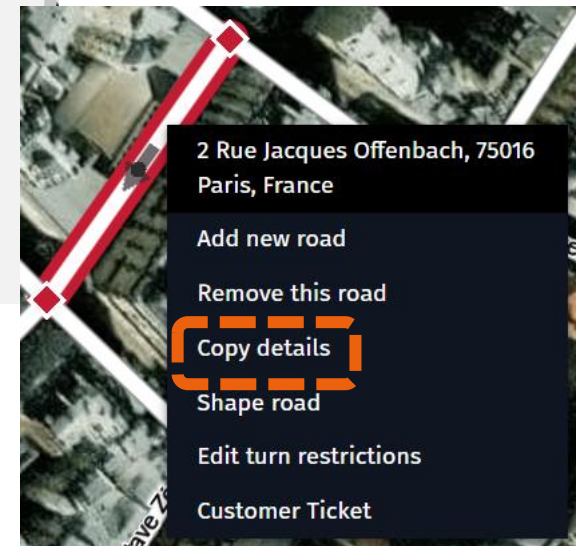 2 Rue Jacques Offenbach, 75016
Paris, France
Add new road
Remove this road
Copy details
Shape road
Edit turn restrictions
Customer Ticket